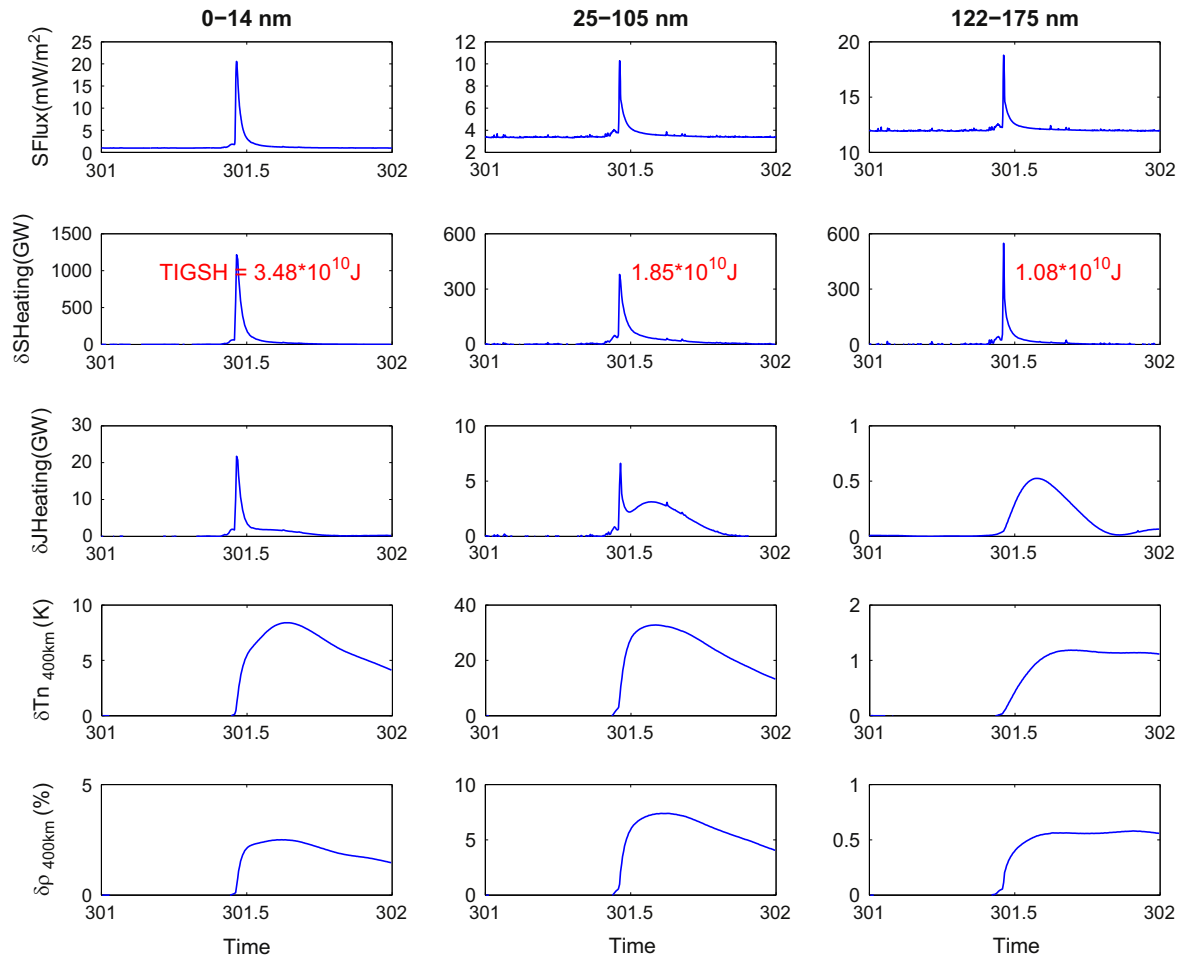 0−14 nm 25−105 nm 122−175 nm
SFlux(mW/m²)
25 20 15 10 5 0
301 301.5 302
12 10 8 6 4 2
301 301.5 302
20 15 10
301 301.5 302
δSHeating(GW)
1500 1000 500 0
TIGSH = 3.48*10¹⁰J
301 301.5 302
600 300 0
1.85*10¹⁰J
301 301.5 302
600 300 0
1.08*10¹⁰J
301 301.5 302
δJHeating(GW)
30 20 10 0
301 301.5 302
10 5 0
301 301.5 302
1 0.5 0
301 301.5 302
δTn 400km (K)
10 5 0
301 301.5 302
40 20 0
301 301.5 302
2 1 0
301 301.5 302
δρ 400km (%)
5 0
301 301.5 302
10 5 0
301 301.5 302
1 0.5 0
301 301.5 302
Time Time Time